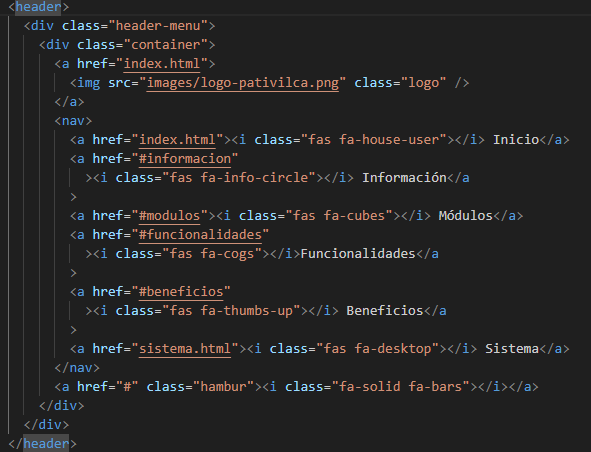 <header>
<div class="header-menu">
<div class="container">
<a href="index.html">
<img src="images/logo-pativilca.png" class="logo" />
</a>
<nav>
<a href="index.html"><i class="fas fa-house-user"></i> Inicio</a>
<a href="#informacion"
><i class="fas fa-info-circle"></i> Información</a
>
<a href="#modulos"><i class="fas fa-cubes"></i> Módulos</a>
<a href="#funcionalidades"
><i class="fas fa-cogs"></i>Funcionalidades</a
>
<a href="#beneficios"
><i class="fas fa-thumbs-up"></i> Beneficios</a
>
<a href="sistema.html"><i class="fas fa-desktop"></i> Sistema</a>
</nav>
<a href="#" class="hambur"><i class="fa-solid fa-bars"></i></a>
</div>
</div>
</header>